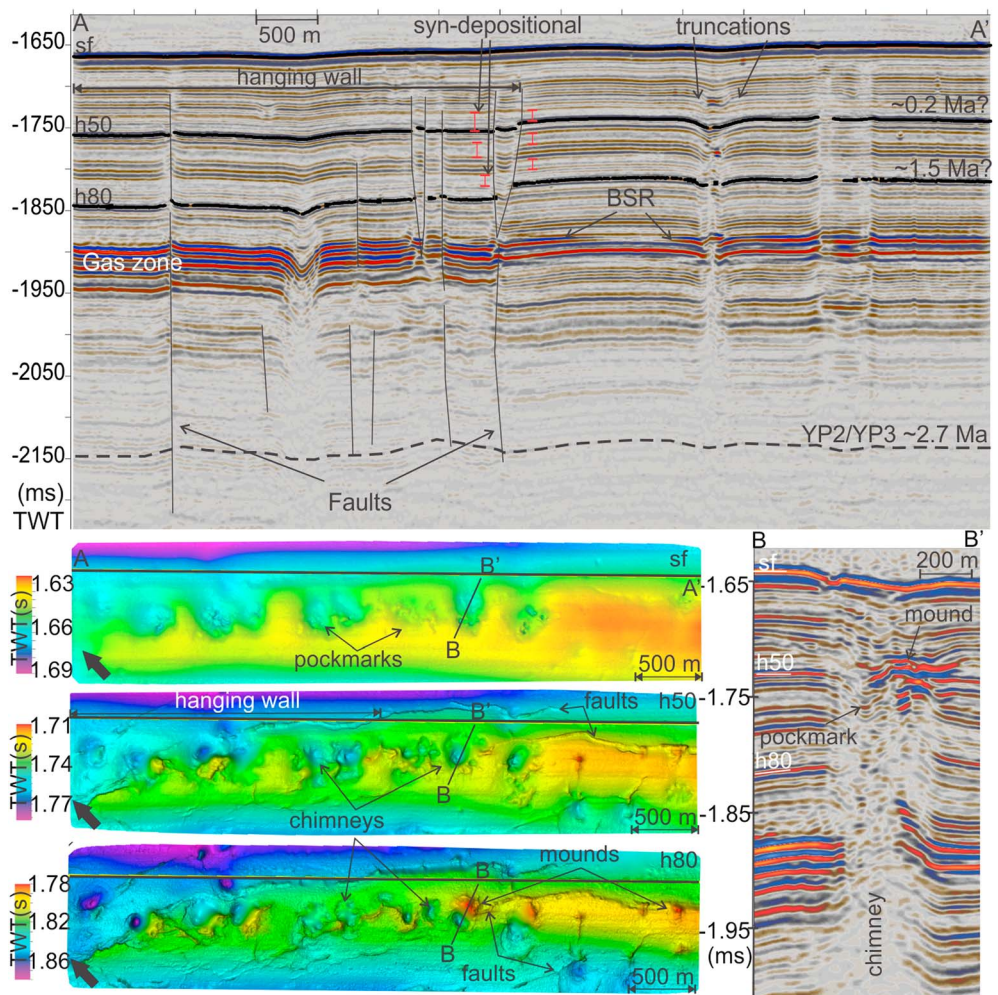 A
A'
500 m
syn-depositional
truncations
sf
hanging wall
~0.2 Ma?
h50
~1.5 Ma?
h80
BSR
Gas zone
YP2/YP3 ~2.7 Ma
Faults
-1650
-1750
-1850
-1950
-2050
-2150
(ms)
TWT
A
B'
sf
A'
TWT(s)
1.63
1.66
1.69
pockmarks
B
500 m
hanging wall
faults
h50
TWT(s)
1.71
1.74
1.77
B'
B
chimneys
500 m
mounds
h80
TWT(s)
1.78
1.82
1.86
B'
B
faults
500 m
B
B'
sf
200 m
mound
h50
pockmark
h80
chimney
-1.65
-1.75
-1.85
-1.95
(ms)